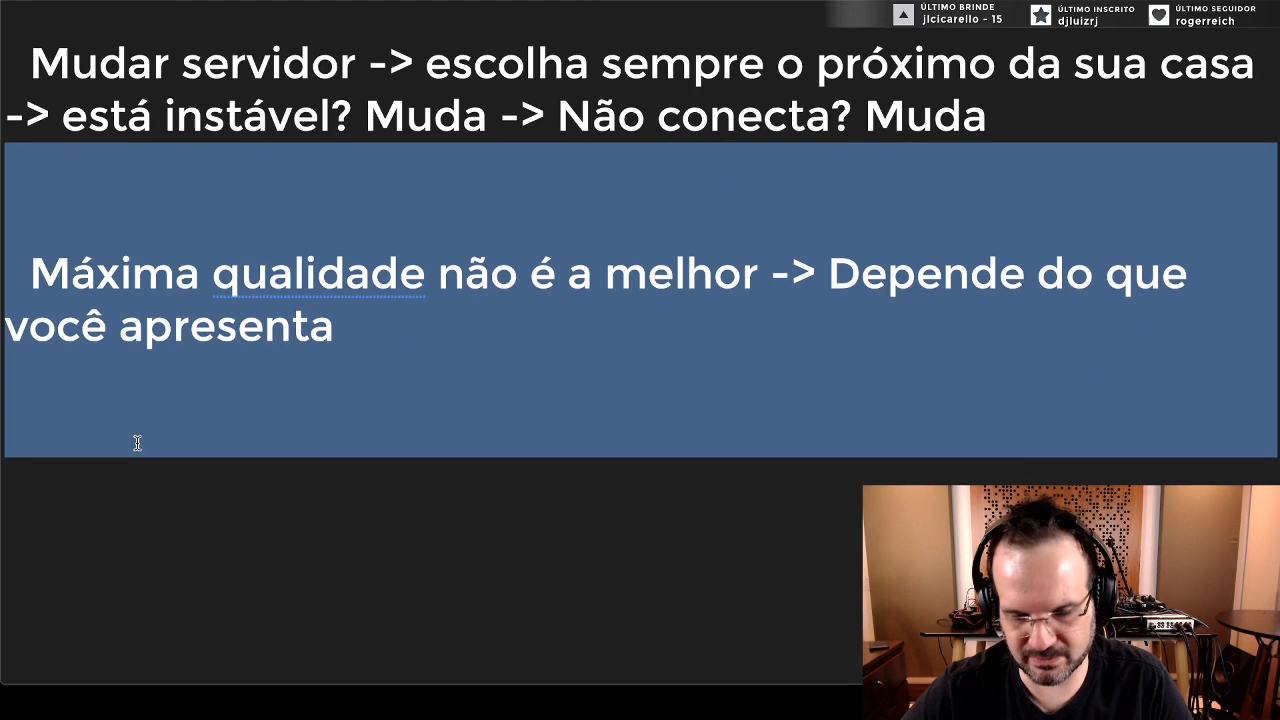 ÚLTIMO BRINDE
jlcicarello - 15
ÚLTIMO INSCRITO
djluizrj
ÚLTIMO SEGUIDOR
rogerreich
Mudar servidor -> escolha sempre o próximo da sua casa
-> está instável? Muda -> Não conecta? Muda
Máxima qualidade não é a melhor -> Depende do que
você apresenta